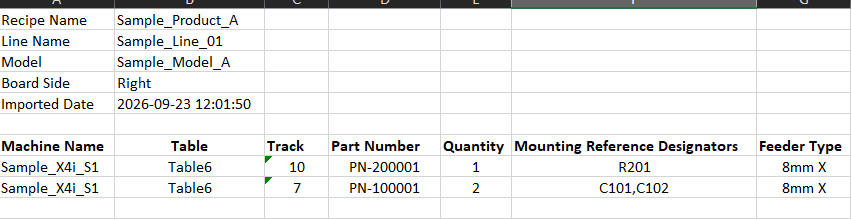 A B C D E F G
Recipe Name Sample_Product_A
Line Name Sample_Line_01
Model Sample_Model_A
Board Side Right
Imported Date 2026-09-23 12:01:50
Machine Name Table Track Part Number Quantity Mounting Reference Designators Feeder Type
Sample_X4i_S1 Table6 10 PN-200001 1 R201 8mm X
Sample_X4i_S1 Table6 7 PN-100001 2 C101,C102 8mm X